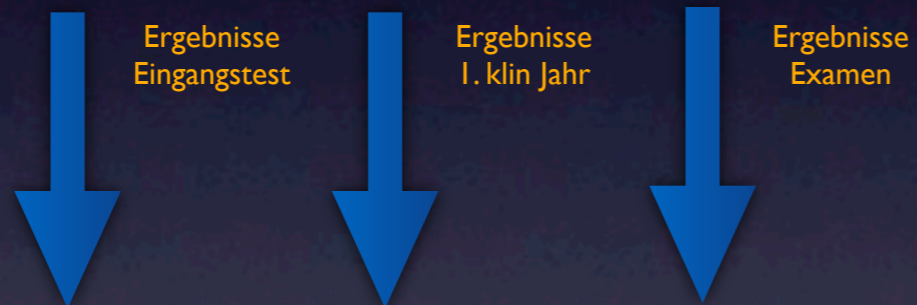 Ergebnisse
Eingangstest
Ergebnisse
1. klin Jahr
Ergebnisse
Examen